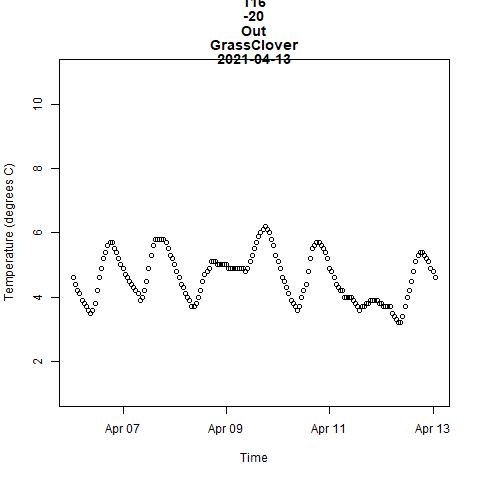 T16
-20
Out
GrassClover
2021-04-13
Temperature (degrees C)
10
8
6
4
2
Apr 07
Apr 09
Apr 11
Apr 13
Time